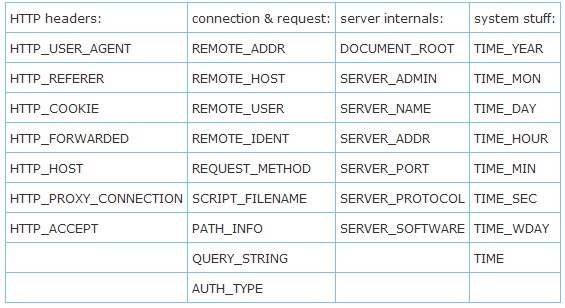 HTTP headers: connection & request: server internals: system stuff:
HTTP_USER_AGENT REMOTE_ADDR DOCUMENT_ROOT TIME_YEAR
HTTP_REFERER REMOTE_HOST SERVER_ADMIN TIME_MON
HTTP_COOKIE REMOTE_USER SERVER_NAME TIME_DAY
HTTP_FORWARDED REMOTE_IDENT SERVER_ADDR TIME_HOUR
HTTP_HOST REQUEST_METHOD SERVER_PORT TIME_MIN
HTTP_PROXY_CONNECTION SCRIPT_FILENAME SERVER_PROTOCOL TIME_SEC
HTTP_ACCEPT PATH_INFO SERVER_SOFTWARE TIME_WDAY
QUERY_STRING TIME
AUTH_TYPE